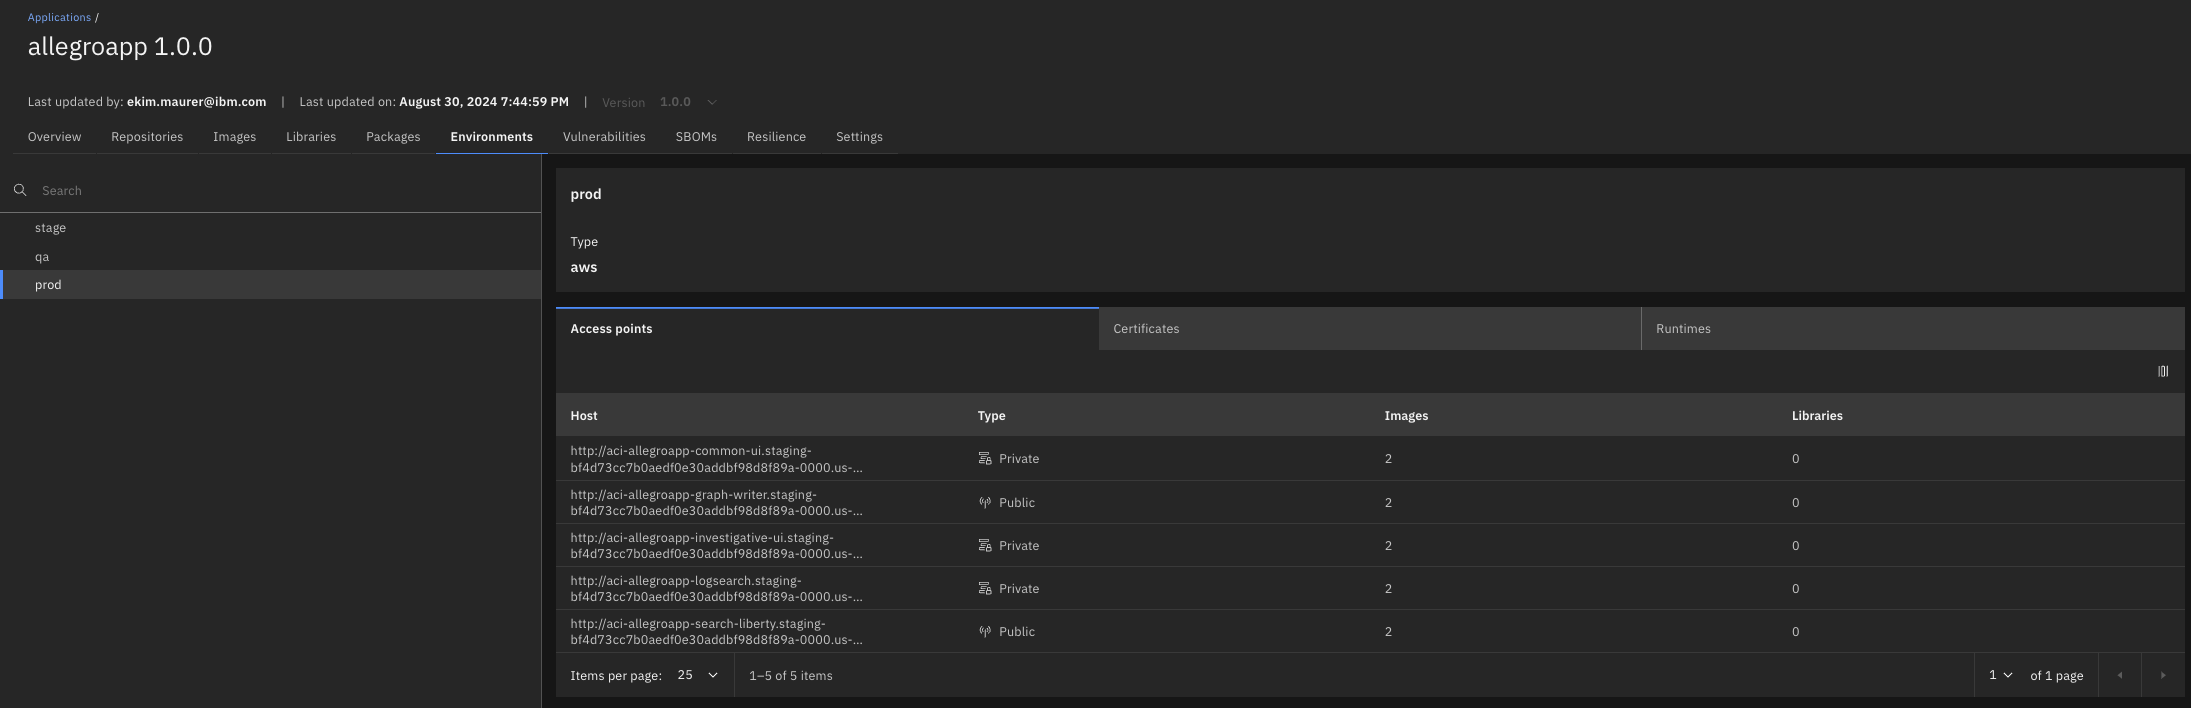 Applications /
allegroapp 1.0.0
Last updated by: ekim.maurer@ibm.com | Last updated on: August 30, 2024 7:44:59 PM | Version 1.0.0
Overview Repositories Images Libraries Packages Environments Vulnerabilities SBOMs Resilience Settings
Search
stage
qa
prod
prod
Type
aws
Access points Certificates Runtimes
Host Type Images Libraries
http://aci-allegroapp-common-ui.staging-
bf4d73cc7b0aedf0e30addbf98d8f89a-0000.us-... Private 2 0
http://aci-allegroapp-graph-writer.staging-
bf4d73cc7b0aedf0e30addbf98d8f89a-0000.us-... Public 2 0
http://aci-allegroapp-investigative-ui.staging-
bf4d73cc7b0aedf0e30addbf98d8f89a-0000.us-... Private 2 0
http://aci-allegroapp-logsearch.staging-
bf4d73cc7b0aedf0e30addbf98d8f89a-0000.us-... Private 2 0
http://aci-allegroapp-search-liberty.staging-
bf4d73cc7b0aedf0e30addbf98d8f89a-0000.us-... Public 2 0
Items per page: 25 1–5 of 5 items 1 of 1 page